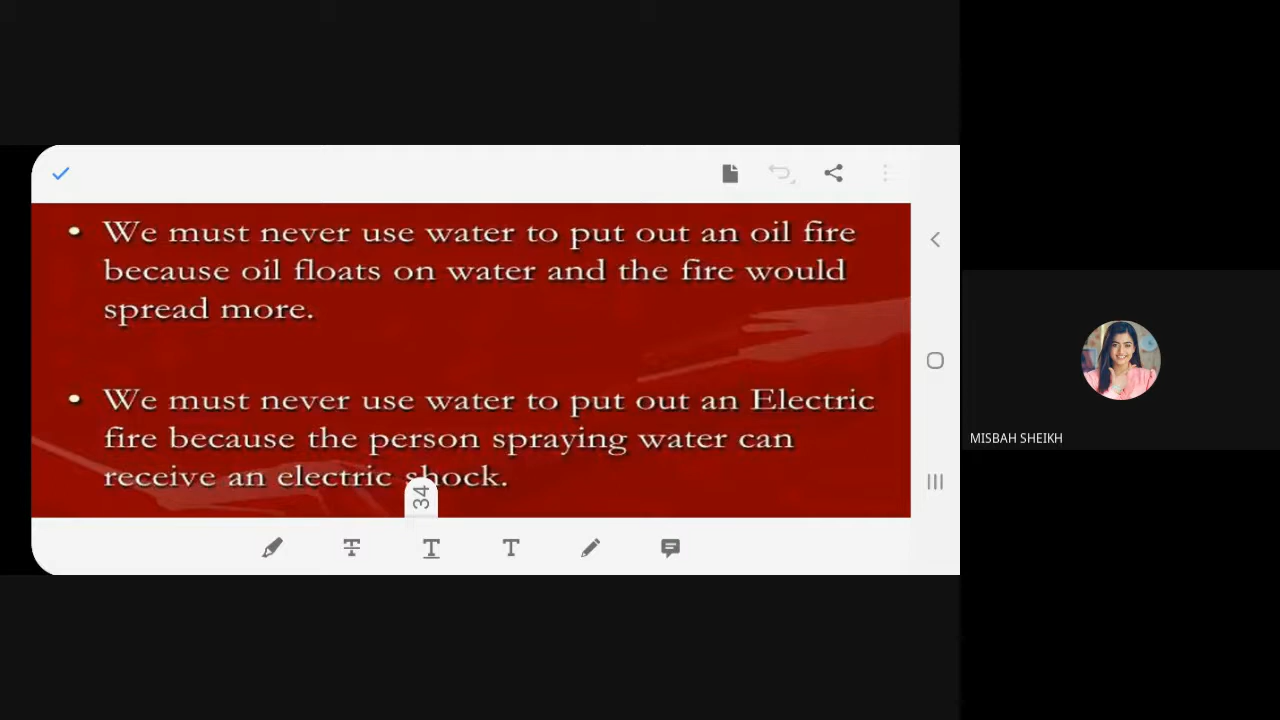 • We must never use water to put out an oil fire
because oil floats on water and the fire would
spread more.
• We must never use water to put out an Electric
fire because the person spraying water can
receive an electric shock.
34
MISBAH SHEIKH